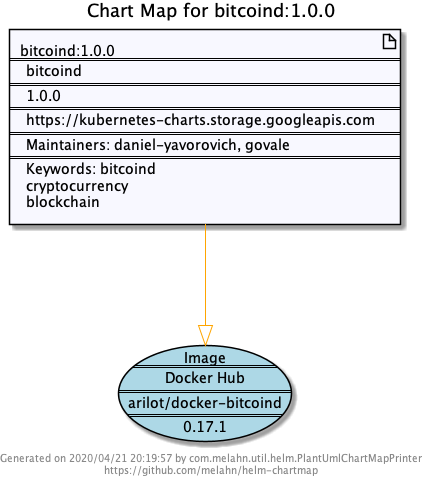 Chart Map for bitcoind:1.0.0
bitcoind:1.0.0
bitcoind
1.0.0
https://kubernetes-charts.storage.googleapis.com
Maintainers: daniel-yavorovich, govale
Keywords: bitcoind
cryptocurrency
blockchain
Image
Docker Hub
arilot/docker-bitcoind
0.17.1
Generated on 2020/04/21 20:19:57 by com.melahn.util.helm.PlantUmlChartMapPrinter
https://github.com/melahn/helm-chartmap